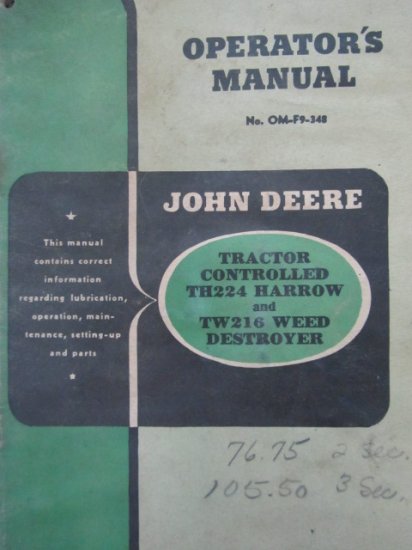 OPERATOR'S
MANUAL
No. OM-F9-348
JOHN DEERE
This manual
contains correct
information
regarding lubrication,
operation, main-
tenance, setting-up
and parts
TRACTOR
CONTROLLED
TH224 HARROW
and
TW216 WEED
DESTROYER
76.75 2 Sec.
105.50 3 Sec.